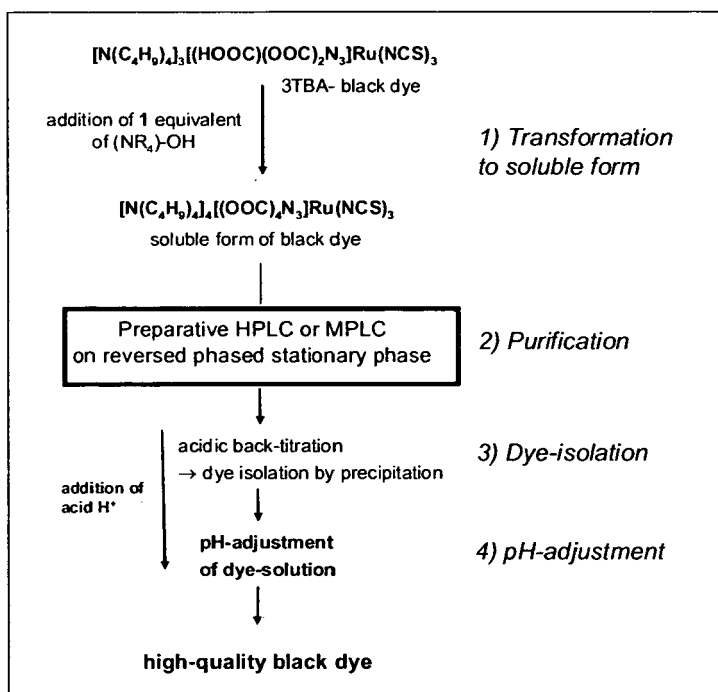 [N(C₄H₉)₄]₃[(HOOC)(OOC)₂N₃]Ru(NCS)₃
3TBA- black dye
addition of 1 equivalent
of (NR₄)-OH
1) Transformation
to soluble form
[N(C₄H₉)₄]₄[(OOC)₄N₃]Ru(NCS)₃
soluble form of black dye
Preparative HPLC or MPLC
on reversed phased stationary phase
2) Purification
acidic back-titration
→ dye isolation by precipitation
3) Dye-isolation
addition of
acid H⁺
pH-adjustment
of dye-solution
4) pH-adjustment
high-quality black dye